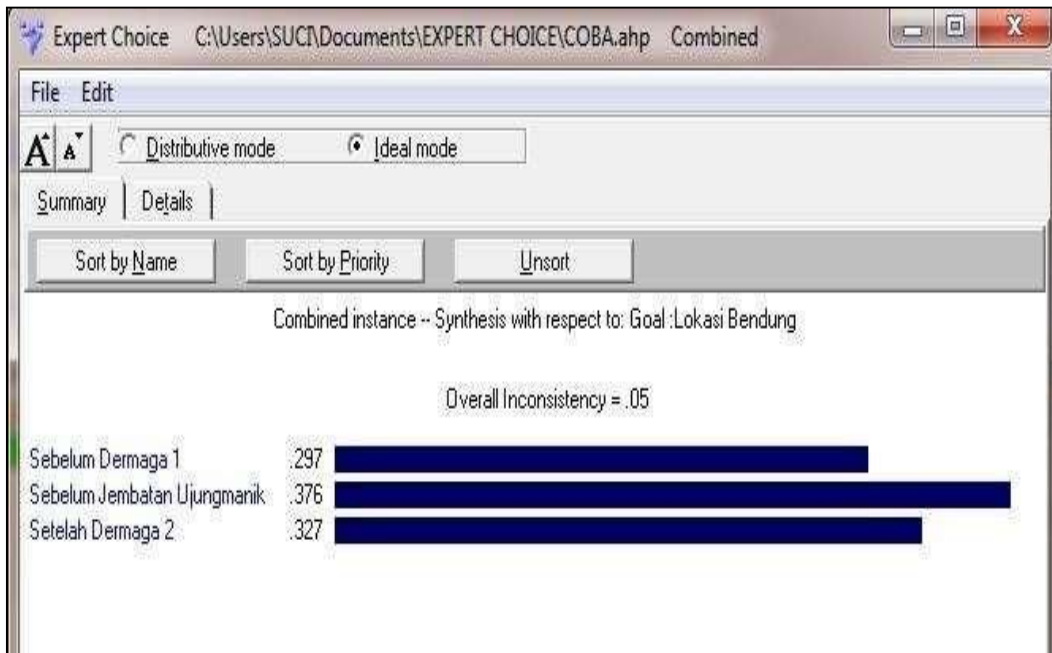 Expert Choice C:\Users\SUCI\Documents\EXPERT CHOICE\COBA.ahp Combined
File Edit
A A Distributive mode Ideal mode
Summary Details
Sort by Name Sort by Priority Unsort
Combined instance -- Synthesis with respect to: Goal :Lokasi Bendung
Overall Inconsistency = .05
Sebelum Dermaga 1 .297
Sebelum Jembatan Ujungmanik .376
Setelah Dermaga 2 .327